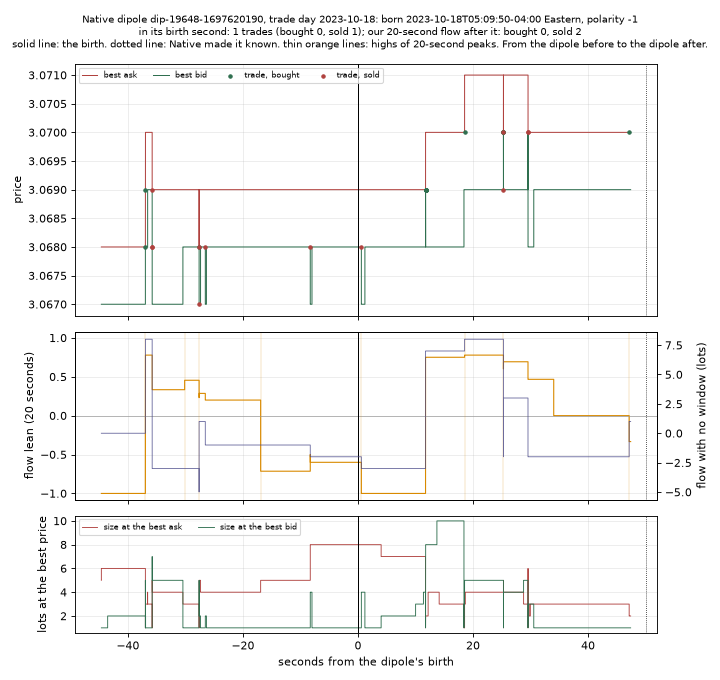 Native dipole dip-19648-1697620190, trade day 2023-10-18: born 2023-10-18T05:09:50-04:00 Eastern, polarity -1
in its birth second: 1 trades (bought 0, sold 1); our 20-second flow after it: bought 0, sold 2
solid line: the birth. dotted line: Native made it known. thin orange lines: highs of 20-second peaks. From the dipole before to the dipole after.
best ask best bid trade, bought trade, sold
3.0710
3.0705
3.0700
3.0695
3.0690
3.0685
3.0680
3.0675
3.0670
price
1.0
0.5
0.0
−0.5
−1.0
flow lean (20 seconds)
7.5
5.0
2.5
0.0
−2.5
−5.0
flow with no window (lots)
size at the best ask size at the best bid
10
8
6
4
2
lots at the best price
−40 −20 0 20 40
seconds from the dipole's birth